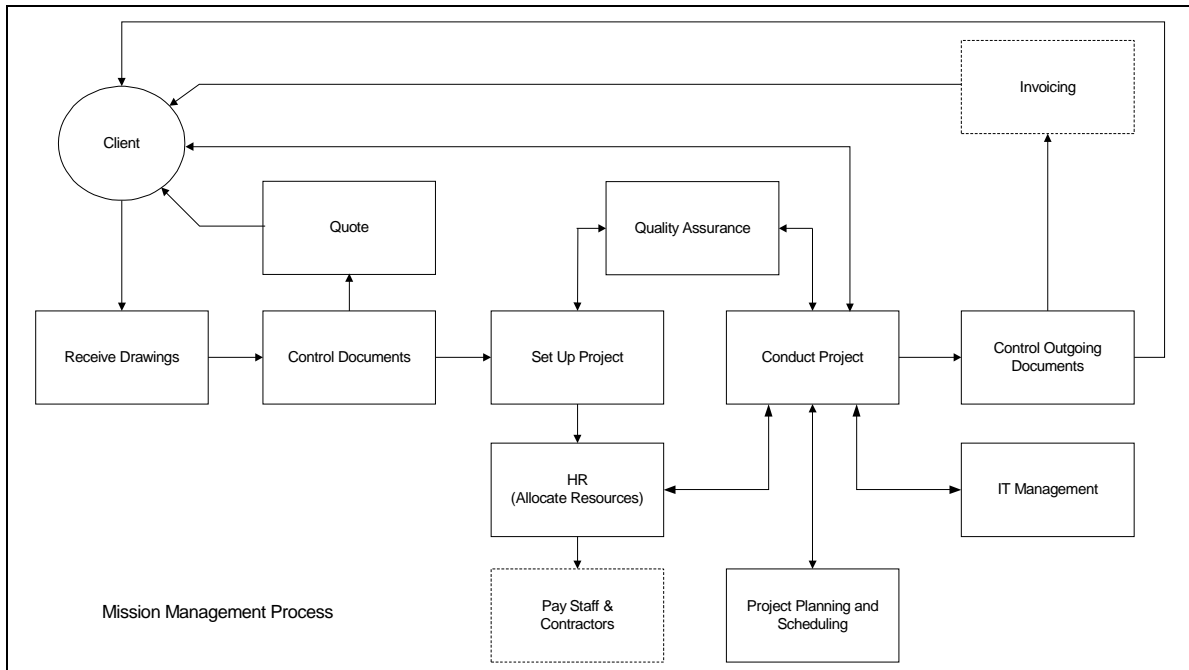 Invoicing
Client
Quote
Quality Assurance
Receive Drawings
Control Documents
Set Up Project
Conduct Project
Control Outgoing
Documents
HR
(Allocate Resources)
IT Management
Mission Management Process
Pay Staff &
Contractors
Project Planning and
Scheduling